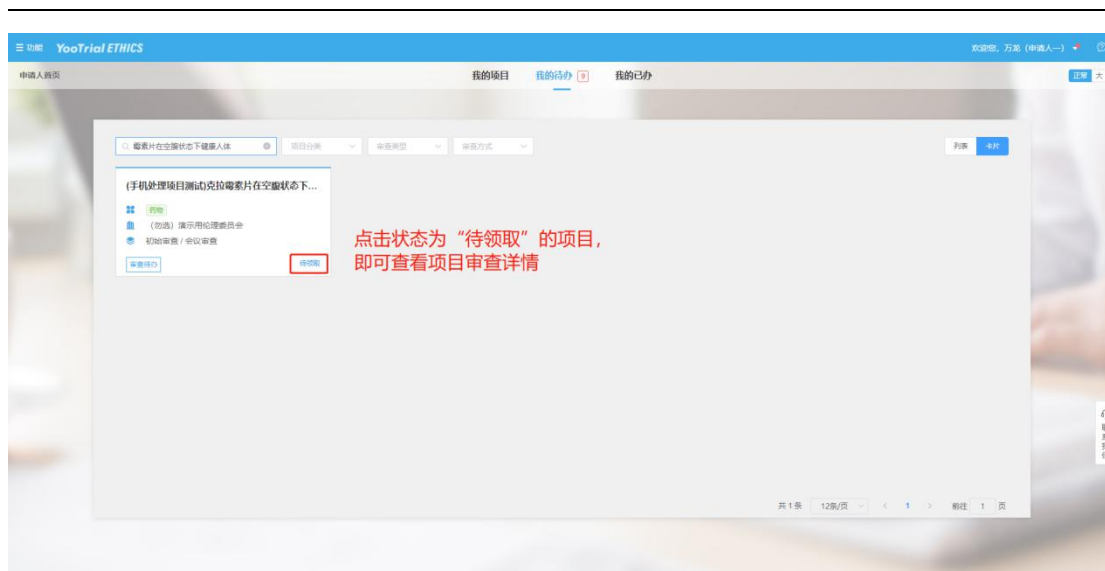 三 功能 YooTrial ETHICS
欢迎您，万龙（申请人一）
申请人首页
我的项目 我的待办 9 我的已办
正常 大
霉素片在空腹状态下健康人体 项目分类 审查类型 审查方式
列表 卡片
(手机处理项目测试)克拉霉素片在空腹状态下...
药物
（勿选）演示用伦理委员会
初始审查 / 会议审查
审查待办 待领取
点击状态为“待领取”的项目，
即可查看项目审查详情
共 1 条 12条/页 < 1 > 前往 1 页